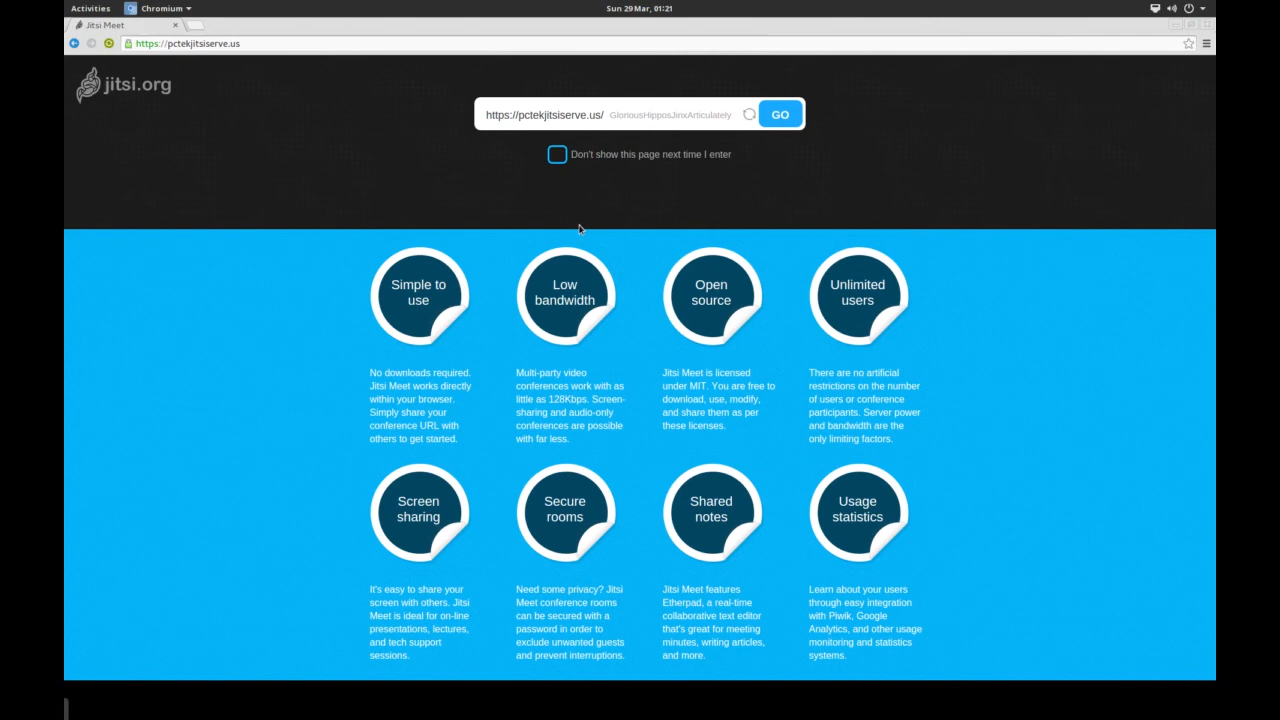 Activities Chromium Sun 29 Mar, 01:21
Jitsi Meet
https://pctekjitsiserve.us
jitsi.org
https://pctekjitsiserve.us/ GloriousHipposJinxArticulately GO
Don't show this page next time I enter
Simple to
use
No downloads required.
Jitsi Meet works directly
within your browser.
Simply share your
conference URL with
others to get started.
Low
bandwidth
Multi-party video
conferences work with as
little as 128Kbps. Screen-
sharing and audio-only
conferences are possible
with far less.
Open
source
Jitsi Meet is licensed
under MIT. You are free to
download, use, modify,
and share them as per
these licenses.
Unlimited
users
There are no artificial
restrictions on the number
of users or conference
participants. Server power
and bandwidth are the
only limiting factors.
Screen
sharing
It's easy to share your
screen with others. Jitsi
Meet is ideal for on-line
presentations, lectures,
and tech support
sessions.
Secure
rooms
Need some privacy? Jitsi
Meet conference rooms
can be secured with a
password in order to
exclude unwanted guests
and prevent interruptions.
Shared
notes
Jitsi Meet features
Etherpad, a real-time
collaborative text editor
that's great for meeting
minutes, writing articles,
and more.
Usage
statistics
Learn about your users
through easy integration
with Piwik, Google
Analytics, and other usage
monitoring and statistics
systems.